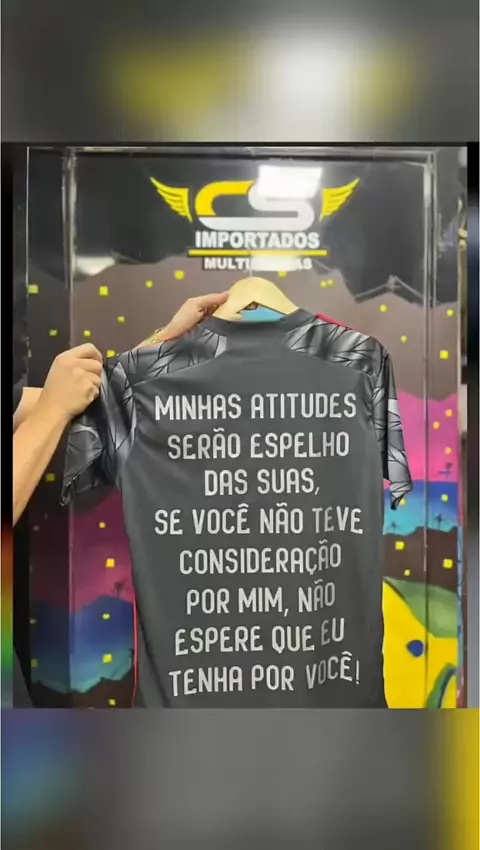 CS
IMPORTADOS
MULTIMARCAS
MINHAS ATITUDES
SERÃO ESPELHO
DAS SUAS,
SE VOCÊ NÃO TEVE
CONSIDERAÇÃO
POR MIM, NÃO
ESPERE QUE EU
TENHA POR VOCÊ!